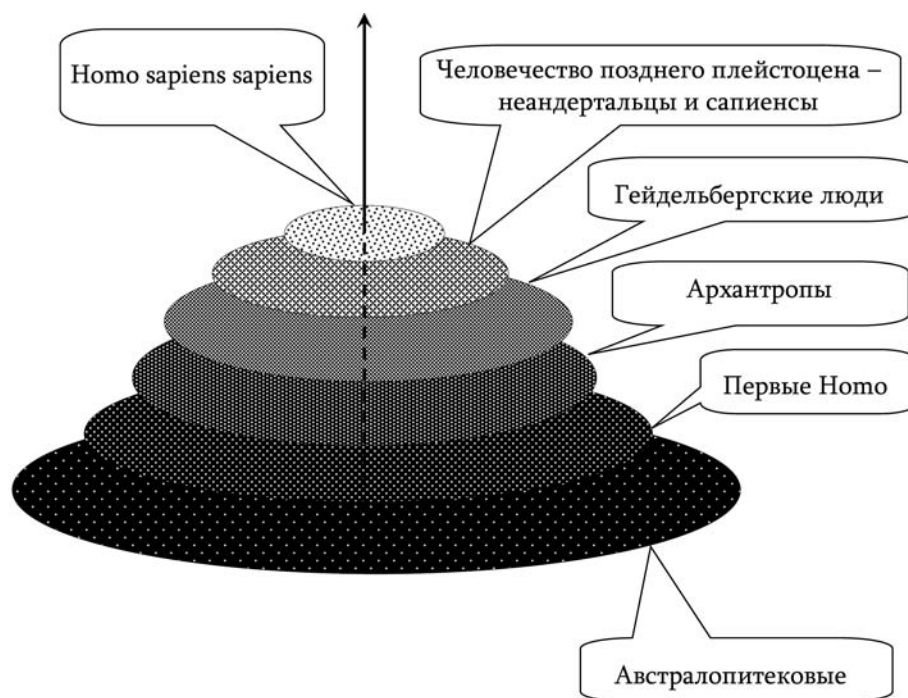 Homo sapiens sapiens
Человечество позднего плейстоцена –
неандертальцы и сапиенсы
Гейдельбергские люди
Архантропы
Первые Homo
Австралопитековые